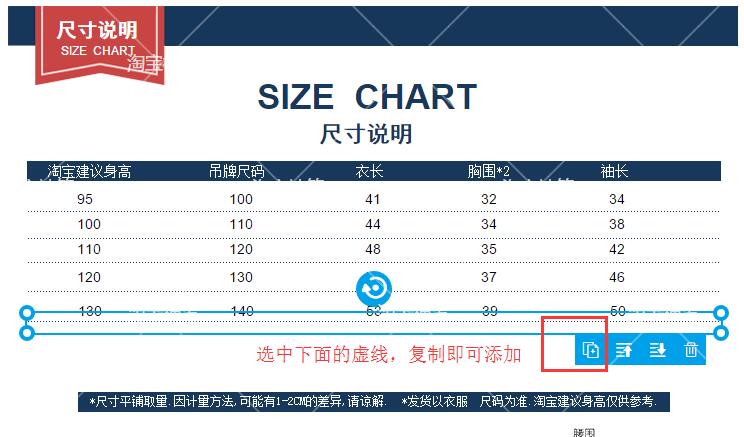 尺寸说明
SIZE CHART
淘宝
SIZE CHART
尺寸说明
淘宝建议身高 吊牌尺码 衣长 胸围*2 袖长
95 100 41 32 34
100 110 44 34 38
110 120 48 35 42
120 130 37 46
130 140 53 39 50
选中下面的虚线，复制即可添加
*尺寸平铺取量.因计量方法,可能有1-2CM的差异,请谅解. *发货以衣服 尺码为准.淘宝建议身高仅供参考.
腰围